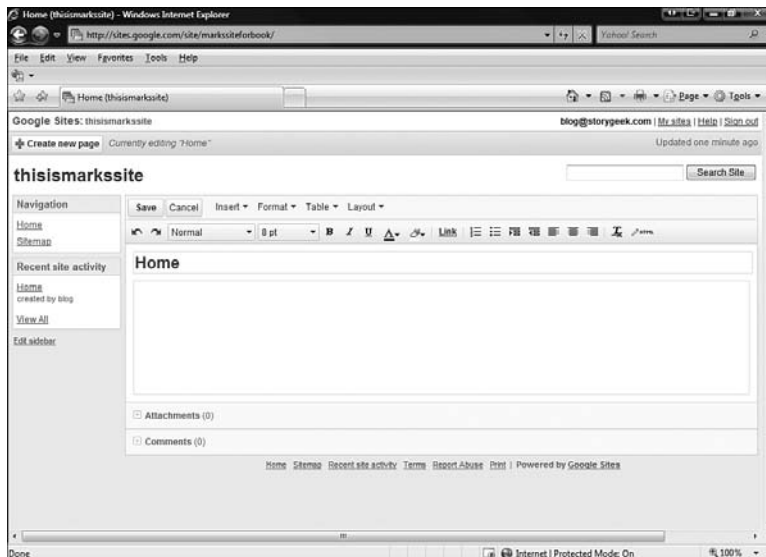 Home (thisismarkssite) - Windows Internet Explorer
http://sites.google.com/site/markssiteforbook/
Yahoo! Search
File Edit View Favorites Tools Help
Home (thisismarkssite)
Page Tools
Google Sites: thisismarkssite
blog@storygeek.com | My sites | Help | Sign out
Create new page Currently editing "Home"
Updated one minute ago
thisismarkssite
Search Site
Navigation
Home
Sitemap
Recent site activity
Home
created by blog
View All
Edit sidebar
Save Cancel Insert Format Table Layout
Normal 8 pt B I U A Link HTML
Home
Attachments (0)
Comments (0)
Home Sitemap Recent site activity Terms Report Abuse Print | Powered by Google Sites
Done
Internet | Protected Mode: On
100%